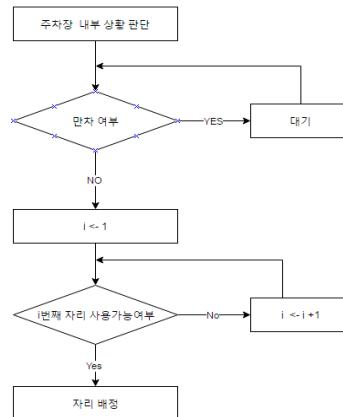 주차장 내부 상황 판단
만차 여부
YES
대기
NO
i <- 1
i번째 자리 사용가능여부
No
i <- i +1
Yes
자리 배정